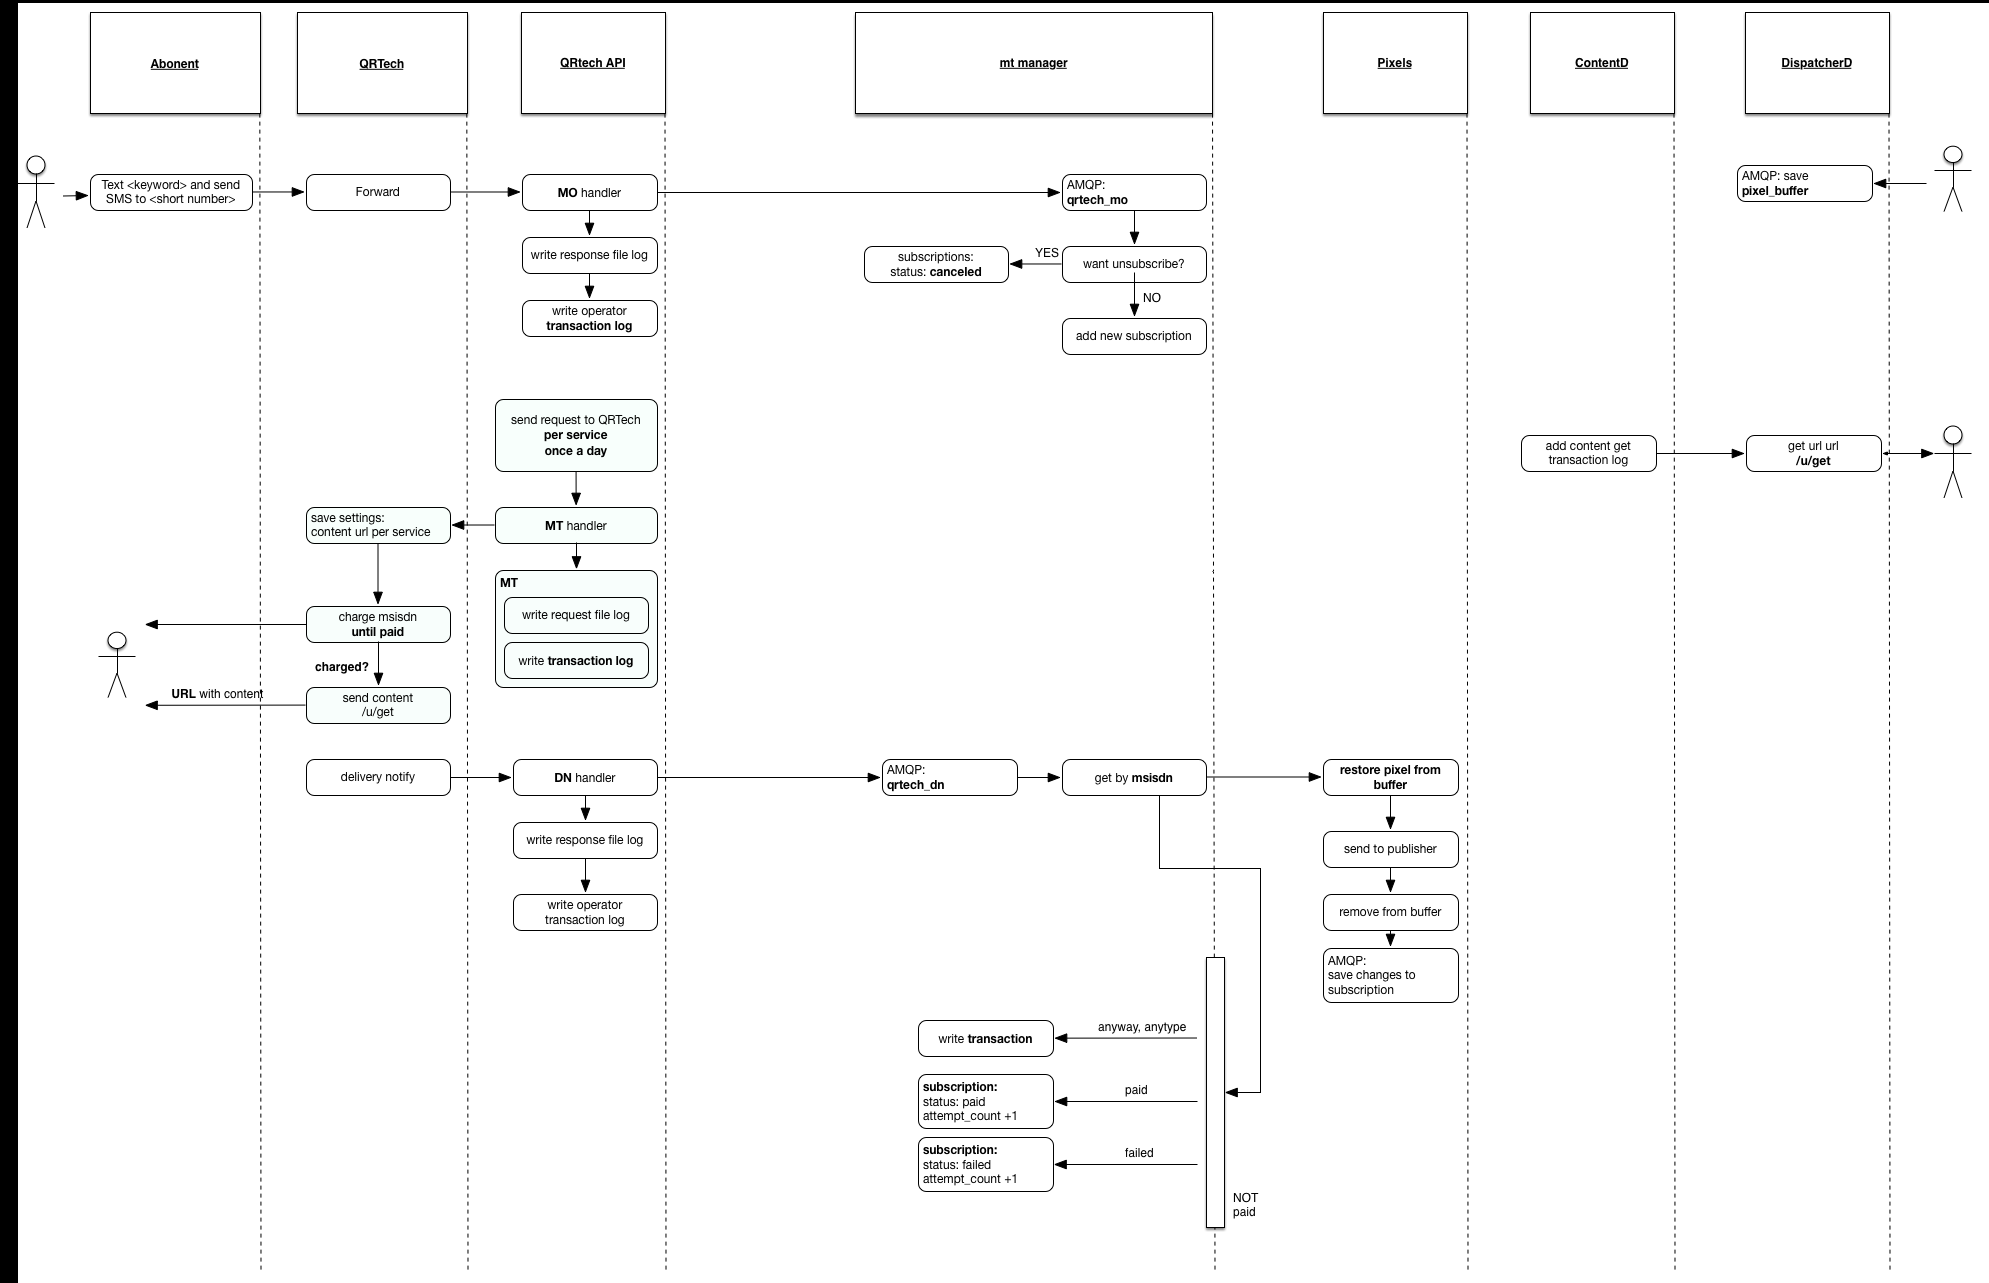 Abonent
QRTech
QRtech API
mt manager
Pixels
ContentD
DispatcherD
Text <keyword> and send
SMS to <short number>
Forward
MO handler
AMQP:
qrtech_mo
AMQP: save
pixel_buffer
write response file log
subscriptions:
status: canceled
YES
want unsubscribe?
NO
write operator
transaction log
add new subscription
send request to QRTech
per service
once a day
add content get
transaction log
get url url
/u/get
save settings:
content url per service
MT handler
MT
write request file log
write transaction log
charge msisdn
until paid
charged?
URL with content
send content
/u/get
delivery notify
DN handler
AMQP:
qrtech_dn
get by msisdn
restore pixel from
buffer
write response file log
send to publisher
write operator
transaction log
remove from buffer
AMQP:
save changes to
subscription
write transaction
anyway, anytype
subscription:
status: paid
attempt_count +1
paid
subscription:
status: failed
attempt_count +1
failed
NOT
paid